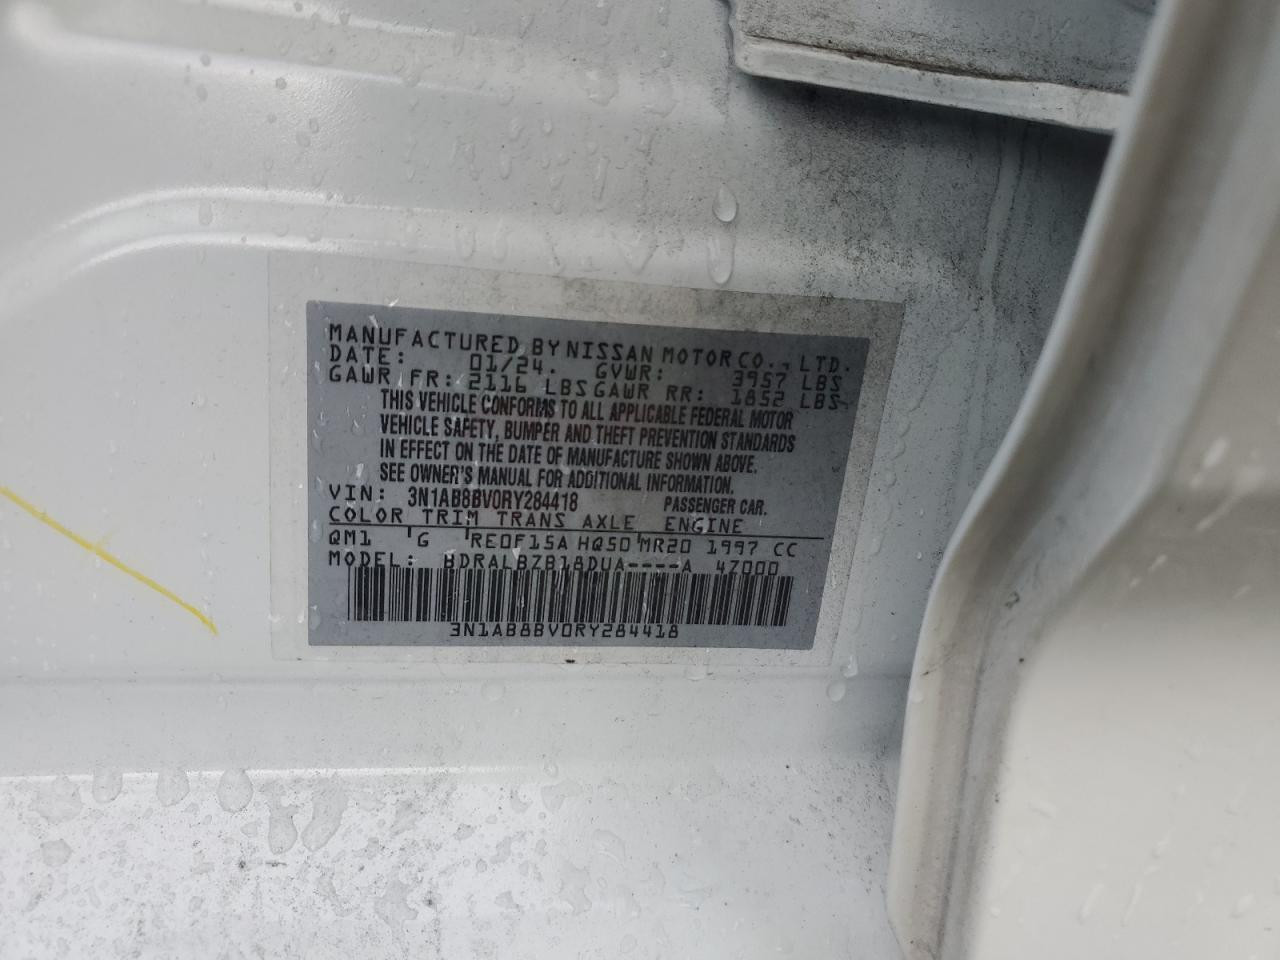 MANUFACTURED BY NISSAN MOTOR CO., LTD.
DATE: 01/24. GVWR: 3957 LBS
GAWR FR: 2116 LBS GAWR RR: 1852 LBS
THIS VEHICLE CONFORMS TO ALL APPLICABLE FEDERAL MOTOR
VEHICLE SAFETY, BUMPER AND THEFT PREVENTION STANDARDS
IN EFFECT ON THE DATE OF MANUFACTURE SHOWN ABOVE.
SEE OWNER'S MANUAL FOR ADDITIONAL INFORMATION.
VIN: 3N1AB8BV0RY284418 PASSENGER CAR.
COLOR TRIM TRANS AXLE ENGINE
QM1 G RE0F15A HQ50 MR20 1997 CC
MODEL: BDRALBZB18DUA----A 4Z000
3N1AB8BV0RY284418